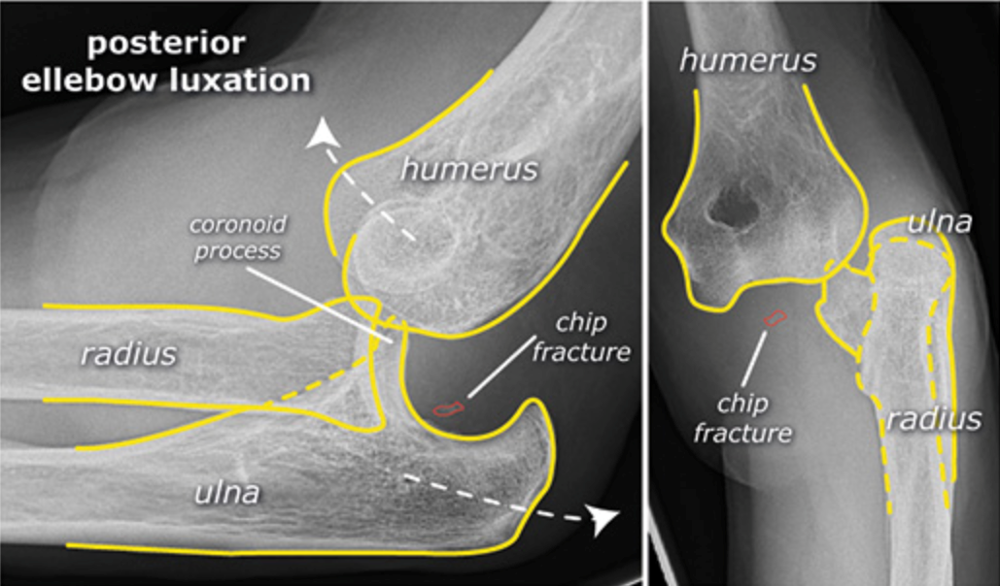 posterior
ellebow luxation
humerus
coronoid
process
radius
chip
fracture
ulna
humerus
ulna
chip
fracture
radius